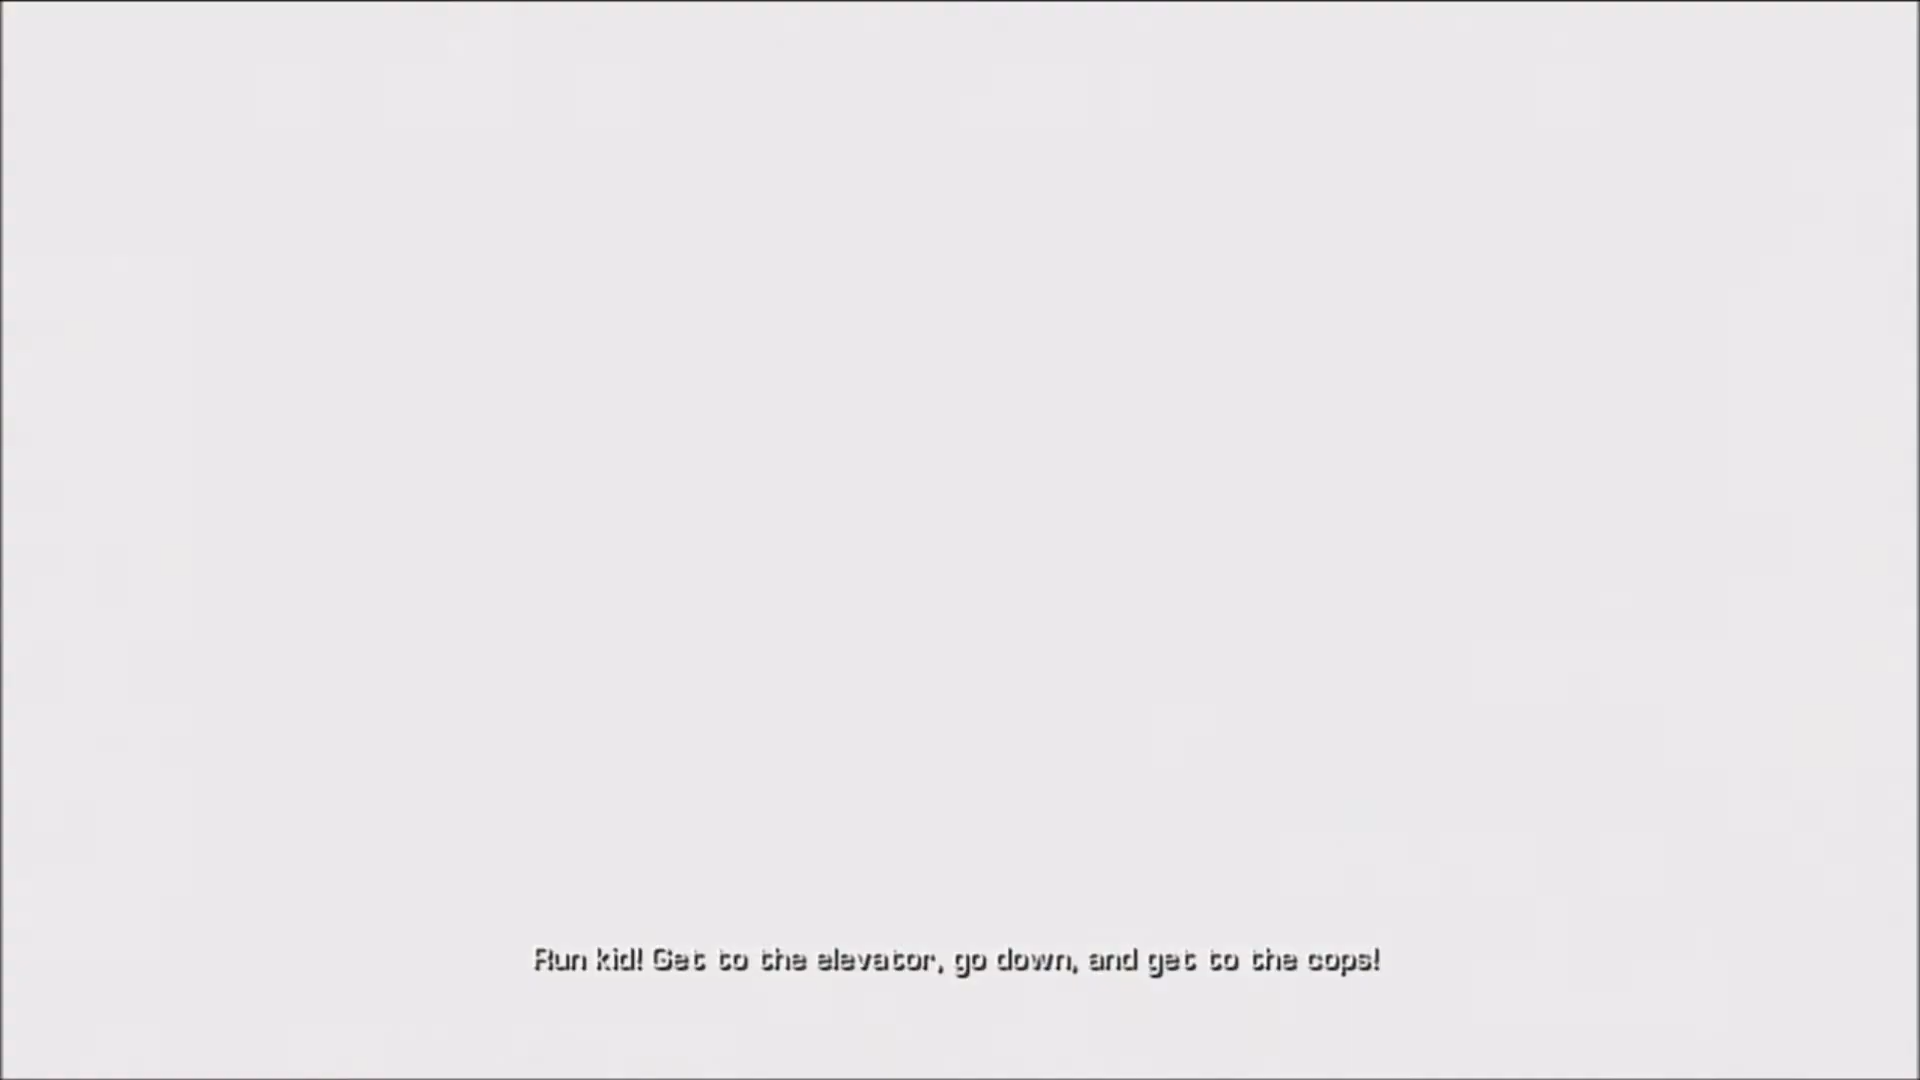 Run kid! Get to the elevator, go down, and get to the cops!